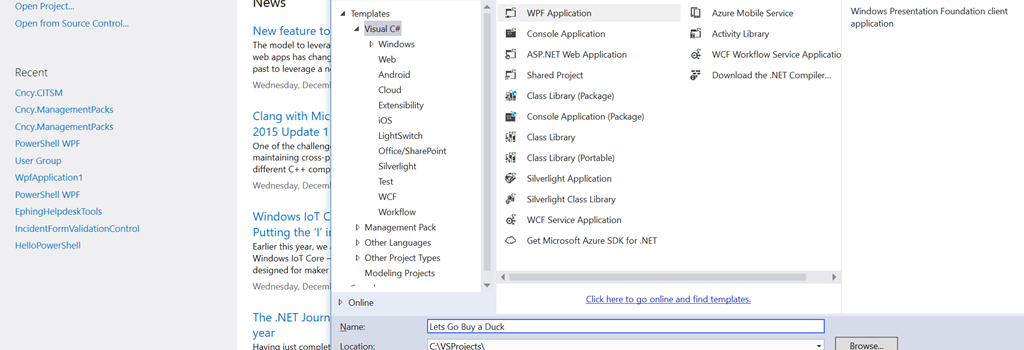 Open Project...
Open from Source Control...
Recent
Cncy.CITSM
Cncy.ManagementPacks
Cncy.ManagementPacks
PowerShell WPF
User Group
WpfApplication1
PowerShell WPF
EphingHelpdeskTools
IncidentFormValidationControl
HelloPowerShell
News
New feature to
The model to levera
web apps has chan
past to leverage a n
Wednesday, Decem
Clang with Mic
2015 Update 1
One of the challeng
maintaining cross-p
different C++ comp
Wednesday, Decem
Windows IoT C
Putting the 'I' in
Earlier this year, we
Windows IoT Core –
designed for maker
Wednesday, Decem
The .NET Journ
year
Having just complet
Templates
Visual C#
Windows
Web
Android
Cloud
Extensibility
iOS
LightSwitch
Office/SharePoint
Silverlight
Test
WCF
Workflow
Management Pack
Other Languages
Other Project Types
Modeling Projects
Online
WPF Application
Console Application
ASP.NET Web Application
Shared Project
Class Library (Package)
Console Application (Package)
Class Library
Class Library (Portable)
Silverlight Application
Silverlight Class Library
WCF Service Application
Get Microsoft Azure SDK for .NET
Azure Mobile Service
Activity Library
WCF Workflow Service Applicatio
Download the .NET Compiler...
Windows Presentation Foundation client
application
Click here to go online and find templates.
Name:
Lets Go Buy a Duck
Location:
C:\VSProjects\
Browse...